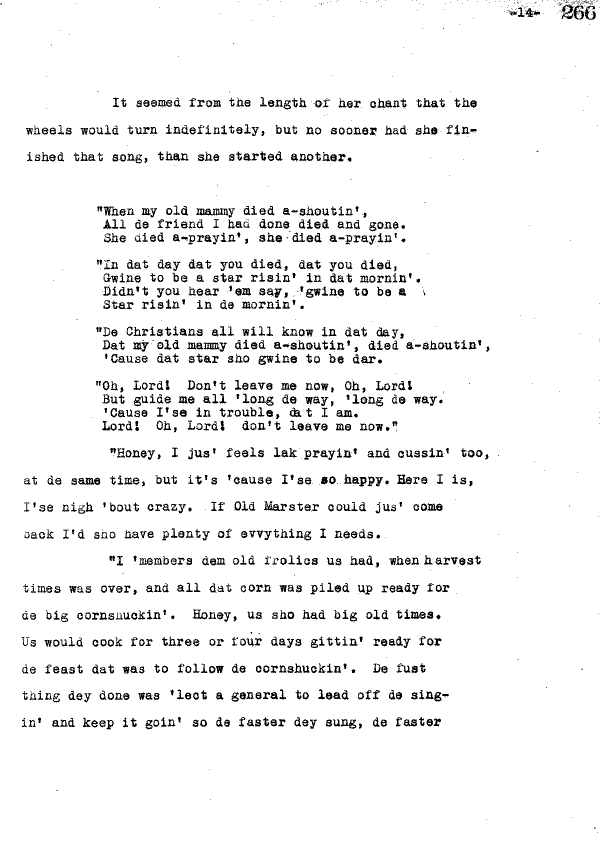 -14- 266
It seemed from the length of her chant that the
wheels would turn indefinitely, but no sooner had she fin-
ished that song, than she started another.
"When my old mammy died a-shoutin',
All de friend I had done died and gone.
She died a-prayin', she died a-prayin'.
"In dat day dat you died, dat you died,
Gwine to be a star risin' in dat mornin'.
Didn't you hear 'em say, 'gwine to be a
Star risin' in de mornin'.
"De Christians all will know in dat day,
Dat my old mammy died a-shoutin', died a-shoutin',
'Cause dat star sho gwine to be dar.
"Oh, Lord! Don't leave me now, Oh, Lord!
But guide me all 'long de way, 'long de way.
'Cause I'se in trouble, dat I am.
Lord! Oh, Lord! don't leave me now."
"Honey, I jus' feels lak prayin' and cussin' too,
at de same time, but it's 'cause I'se so happy. Here I is,
I'se nigh 'bout crazy. If Old Marster could jus' come
back I'd sho have plenty of evvything I needs.
"I 'members dem old frolics us had, when harvest
times was over, and all dat corn was piled up ready for
de big cornshuckin'. Honey, us sho had big old times.
Us would cook for three or four days gittin' ready for
de feast dat was to follow de cornshuckin'. De fust
thing dey done was 'lect a general to lead off de sing-
in' and keep it goin' so de faster dey sung, de faster